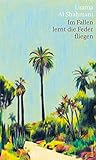 Usama
Al Shahmani
Im Fallen
lernt die Feder
fliegen